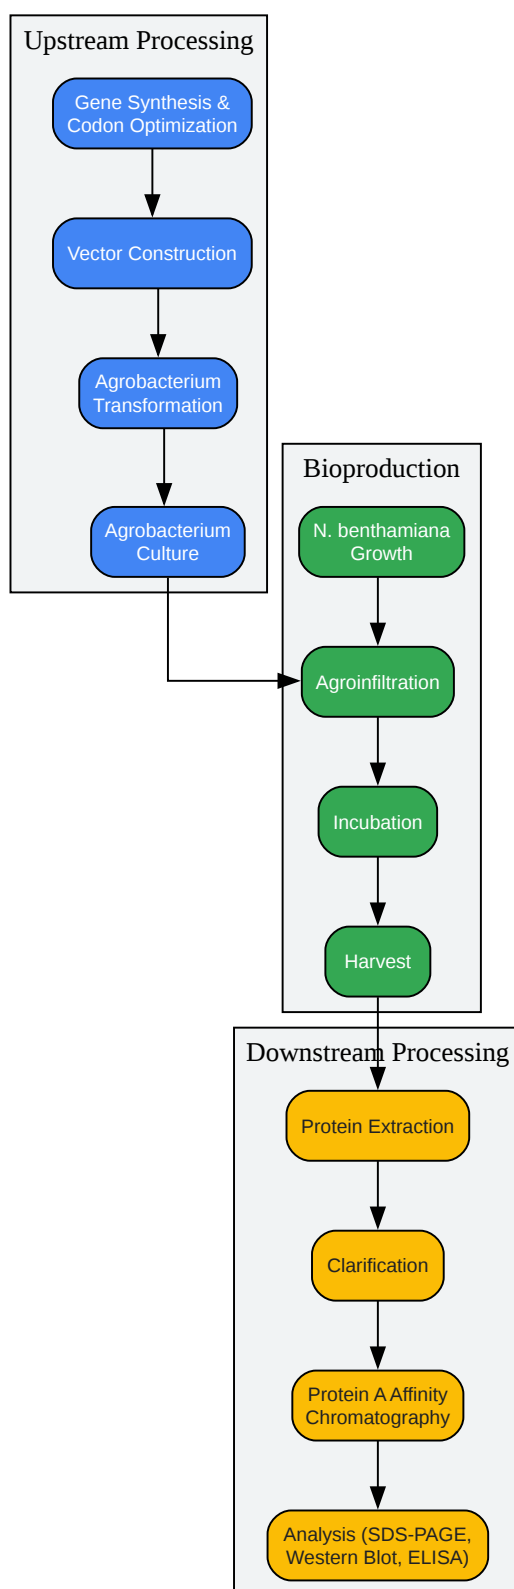 Upstream Processing
Gene Synthesis &
Codon Optimization
Vector Construction
Agrobacterium
Transformation
Agrobacterium
Culture
Bioproduction
N. benthamiana
Growth
Agroinfiltration
Incubation
Harvest
Downstream Processing
Protein Extraction
Clarification
Protein A Affinity
Chromatography
Analysis (SDS-PAGE,
Western Blot, ELISA)